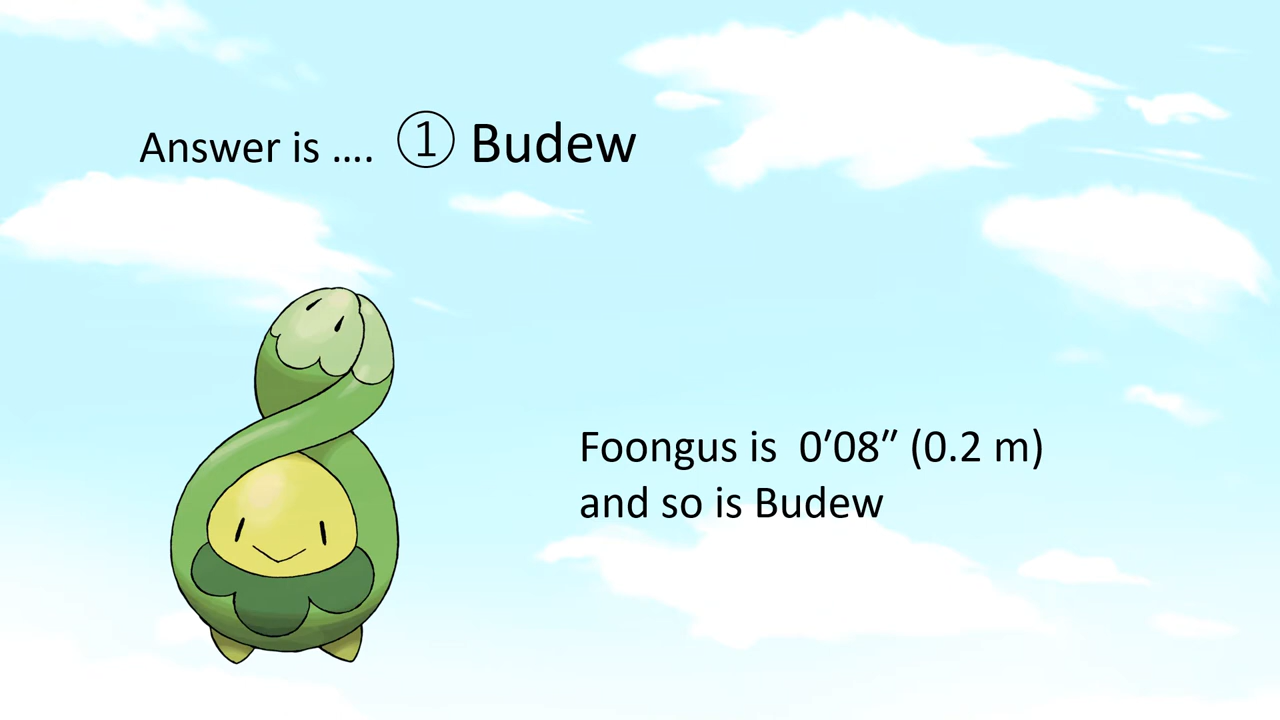 Answer is .... ① Budew
Foongus is 0′08″ (0.2 m)
and so is Budew